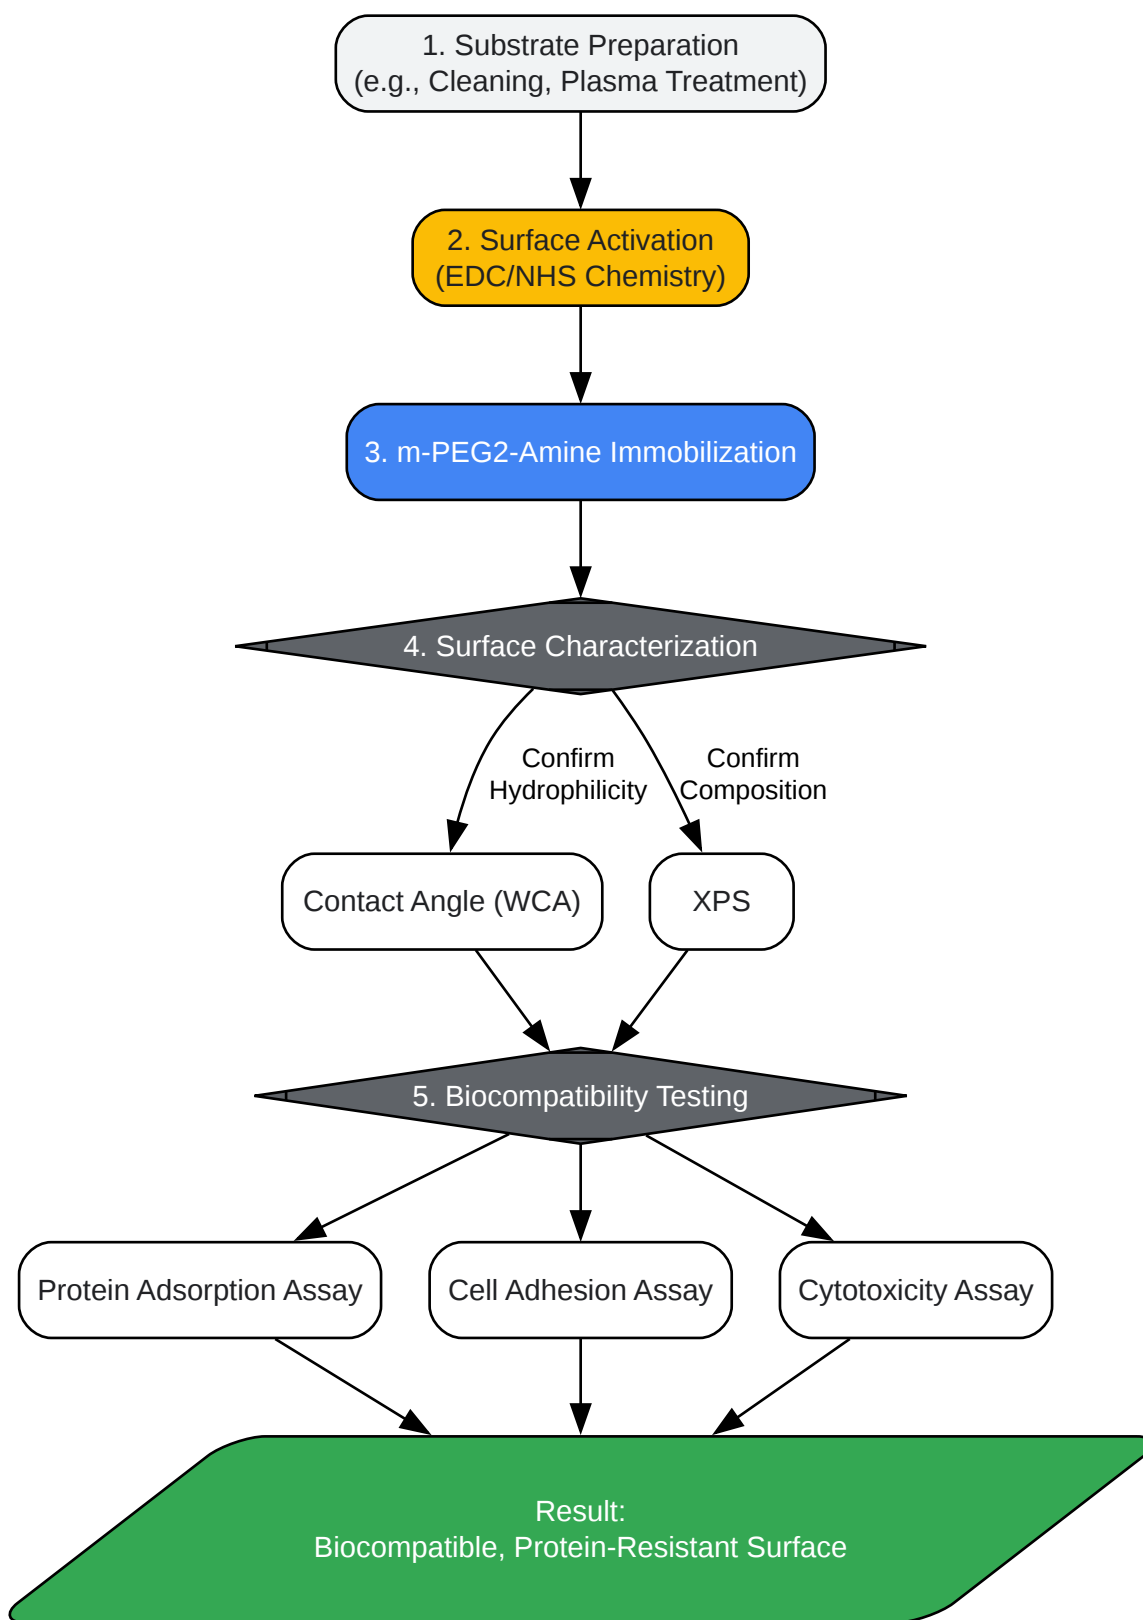 1. Substrate Preparation
(e.g., Cleaning, Plasma Treatment)
2. Surface Activation
(EDC/NHS Chemistry)
3. m-PEG2-Amine Immobilization
4. Surface Characterization
Confirm
Hydrophilicity
Confirm
Composition
Contact Angle (WCA)
XPS
5. Biocompatibility Testing
Protein Adsorption Assay
Cell Adhesion Assay
Cytotoxicity Assay
Result:
Biocompatible, Protein-Resistant Surface